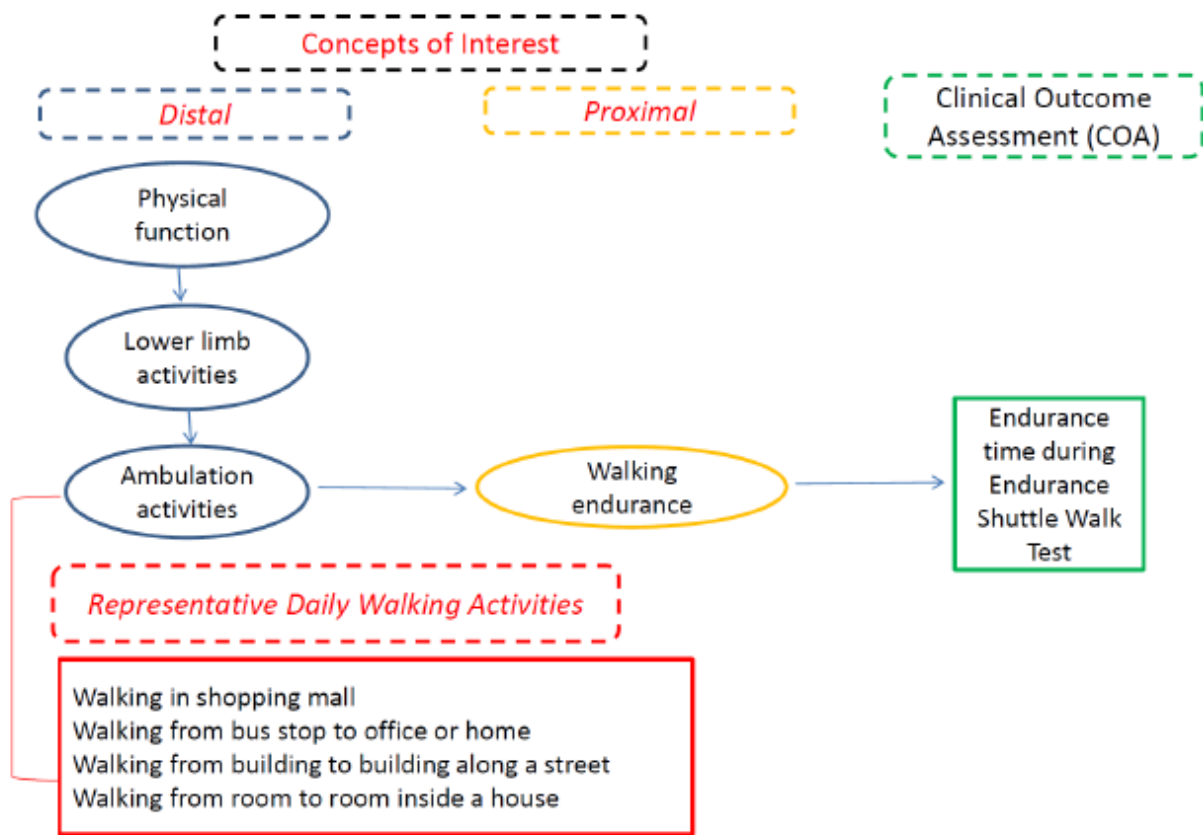 Concepts of Interest
Distal
Proximal
Clinical Outcome
Assessment (COA)
Physical
function
Lower limb
activities
Ambulation
activities
Walking
endurance
Endurance
time during
Endurance
Shuttle Walk
Test
Representative Daily Walking Activities
Walking in shopping mall
Walking from bus stop to office or home
Walking from building to building along a street
Walking from room to room inside a house